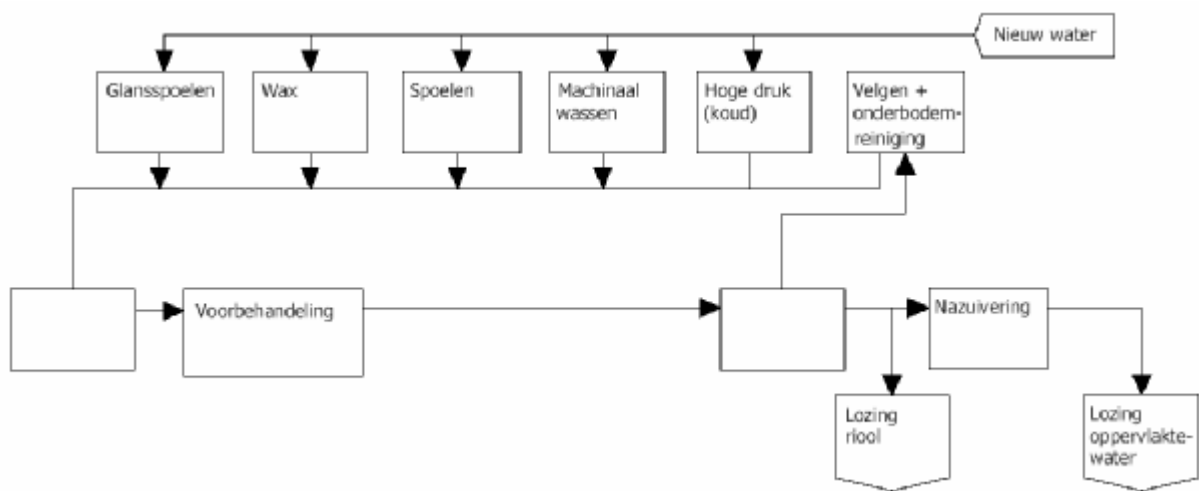 Nieuw water
Glansspoelen
Wax
Spoelen
Machinaal
wassen
Hoge druk
(koud)
Velgen +
onderbodem-
reiniging
Voorbehandeling
Nazuivering
Lozing
riool
Lozing
oppervlakte-
water